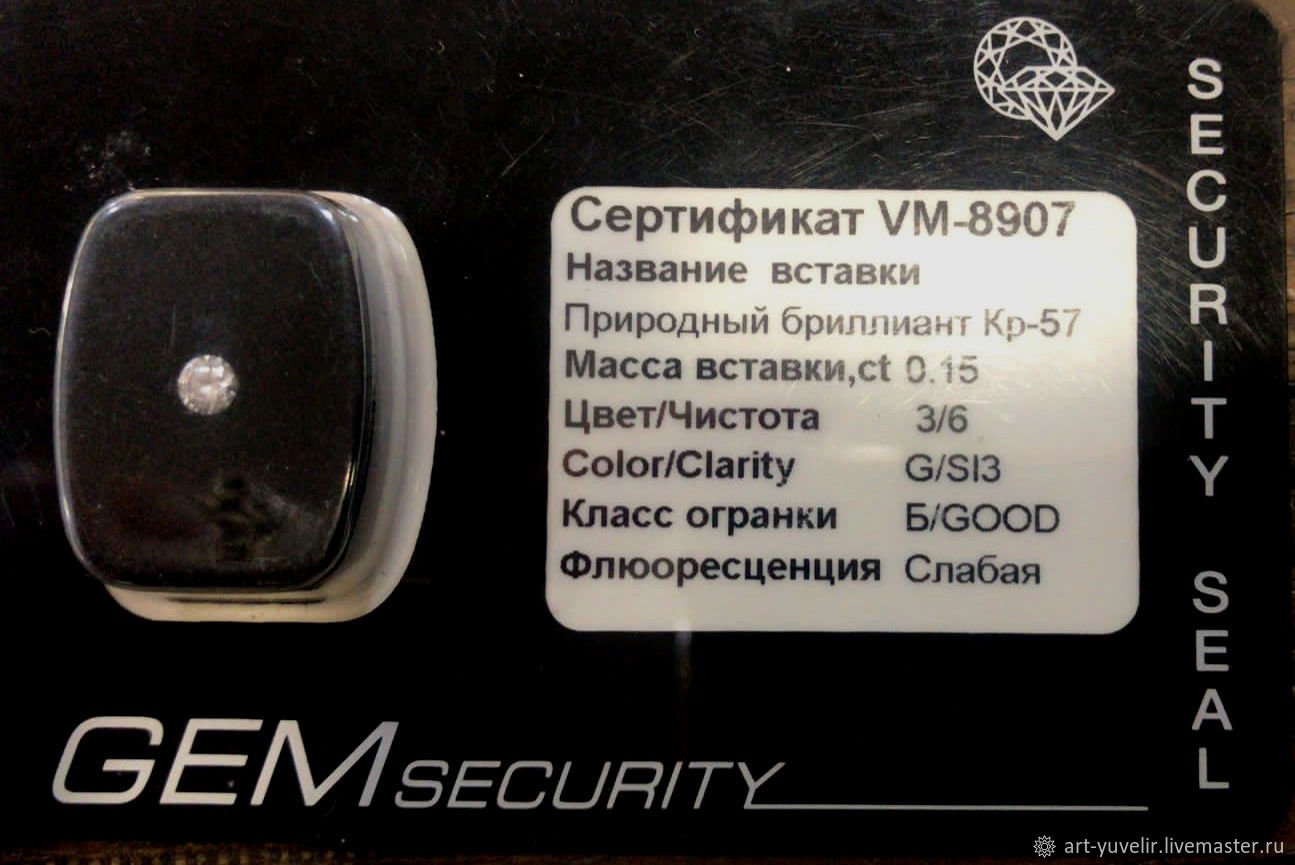 Сертификат VM-8907
Название вставки
Природный бриллиант Кр-57
Масса вставки,ct 0.15
Цвет/Чистота 3/6
Color/Clarity G/SI3
Класс огранки Б/GOOD
Флюоресценция Слабая
SECURITY SEAL
GEM SECURITY
art-yuvelir.livemaster.ru